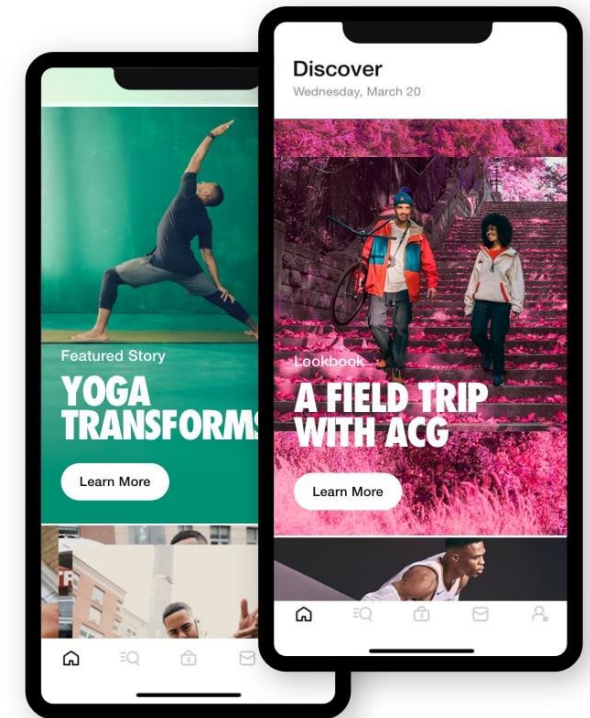 Featured Story
YOGA
TRANSFORMS
Learn More
Discover
Wednesday, March 20
Lookbook
A FIELD TRIP
WITH ACG
Learn More